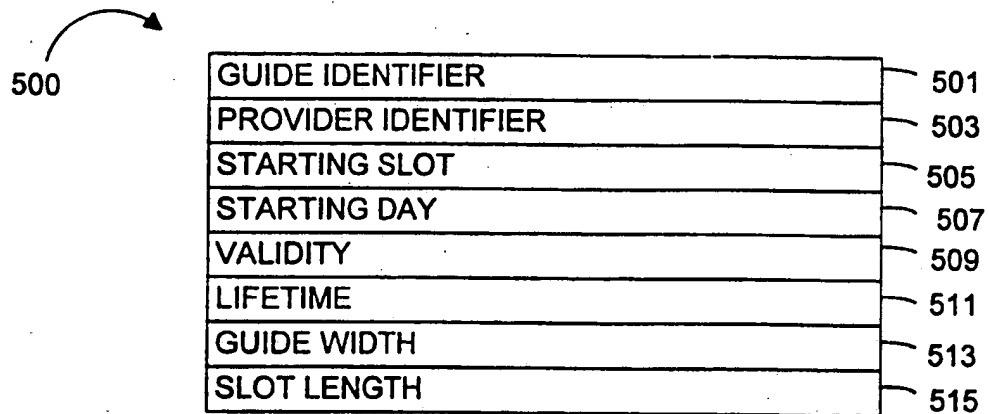 500
GUIDE IDENTIFIER 501
PROVIDER IDENTIFIER 503
STARTING SLOT 505
STARTING DAY 507
VALIDITY 509
LIFETIME 511
GUIDE WIDTH 513
SLOT LENGTH 515